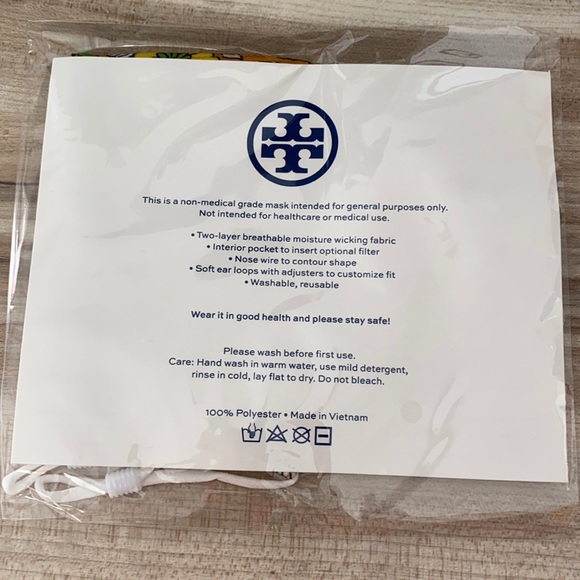 This is a non-medical grade mask intended for general purposes only.
Not intended for healthcare or medical use.
• Two-layer breathable moisture wicking fabric
• Interior pocket to insert optional filter
• Nose wire to contour shape
• Soft ear loops with adjusters to customize fit
• Washable, reusable
Wear it in good health and please stay safe!
Please wash before first use.
Care: Hand wash in warm water, use mild detergent,
rinse in cold, lay flat to dry. Do not bleach.
100% Polyester • Made in Vietnam